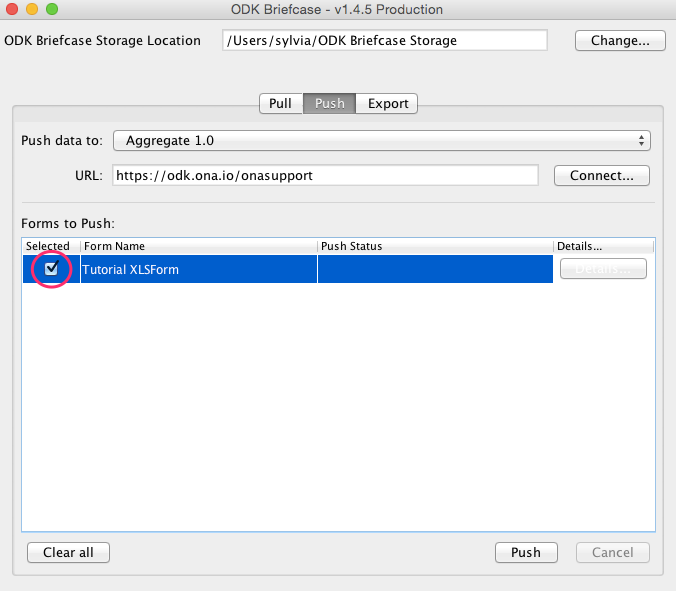 ODK Briefcase - v1.4.5 Production
ODK Briefcase Storage Location /Users/sylvia/ODK Briefcase Storage Change...
Pull Push Export
Push data to: Aggregate 1.0
URL: https://odk.ona.io/onasupport Connect...
Forms to Push:
Selected Form Name Push Status Details...
Tutorial XLSForm Details...
Clear all Push Cancel